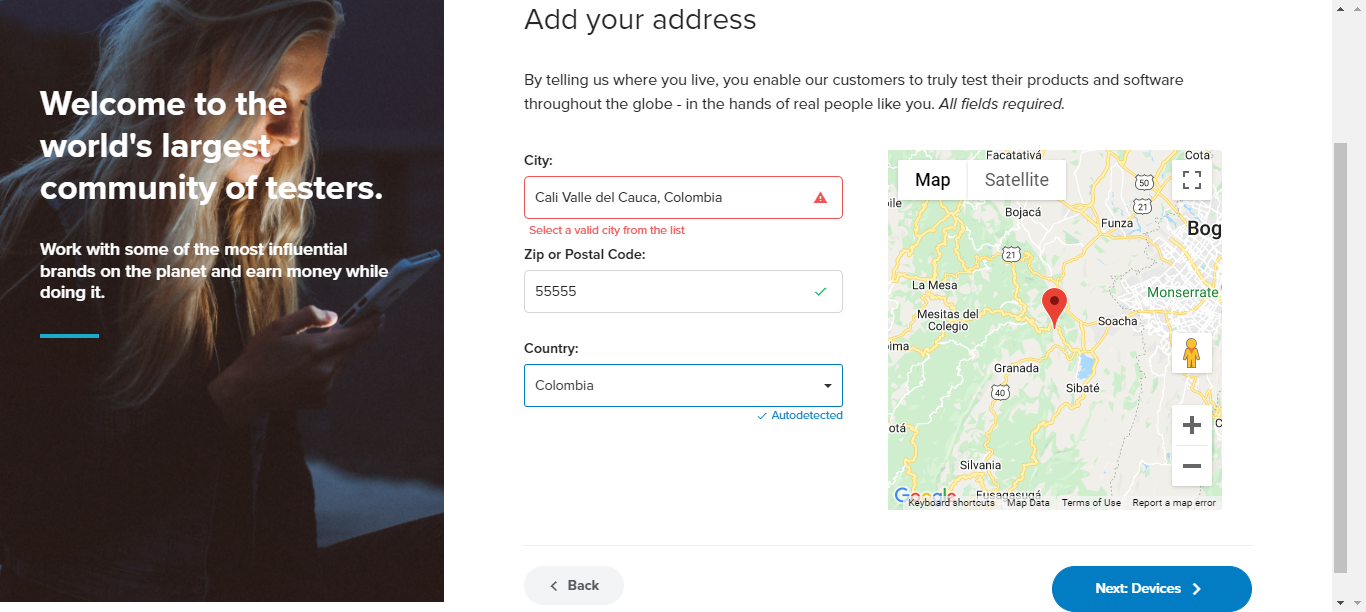 Welcome to the
world's largest
community of testers.
Work with some of the most influential
brands on the planet and earn money while
doing it.
Add your address
By telling us where you live, you enable our customers to truly test their products and software
throughout the globe - in the hands of real people like you. All fields required.
City:
Cali Valle del Cauca, Colombia
Select a valid city from the list
Zip or Postal Code:
55555
Country:
Colombia
Autodetected
Map
Satellite
Facatativá
Cota
50
21
Bojacá
Funza
Bog
21
La Mesa
Monserrate
Mesitas del
Colegio
Soacha
Granada
Sibaté
40
Silvania
Fusagasugá
Google
Keyboard shortcuts
Map Data
Terms of Use
Report a map error
Back
Next: Devices